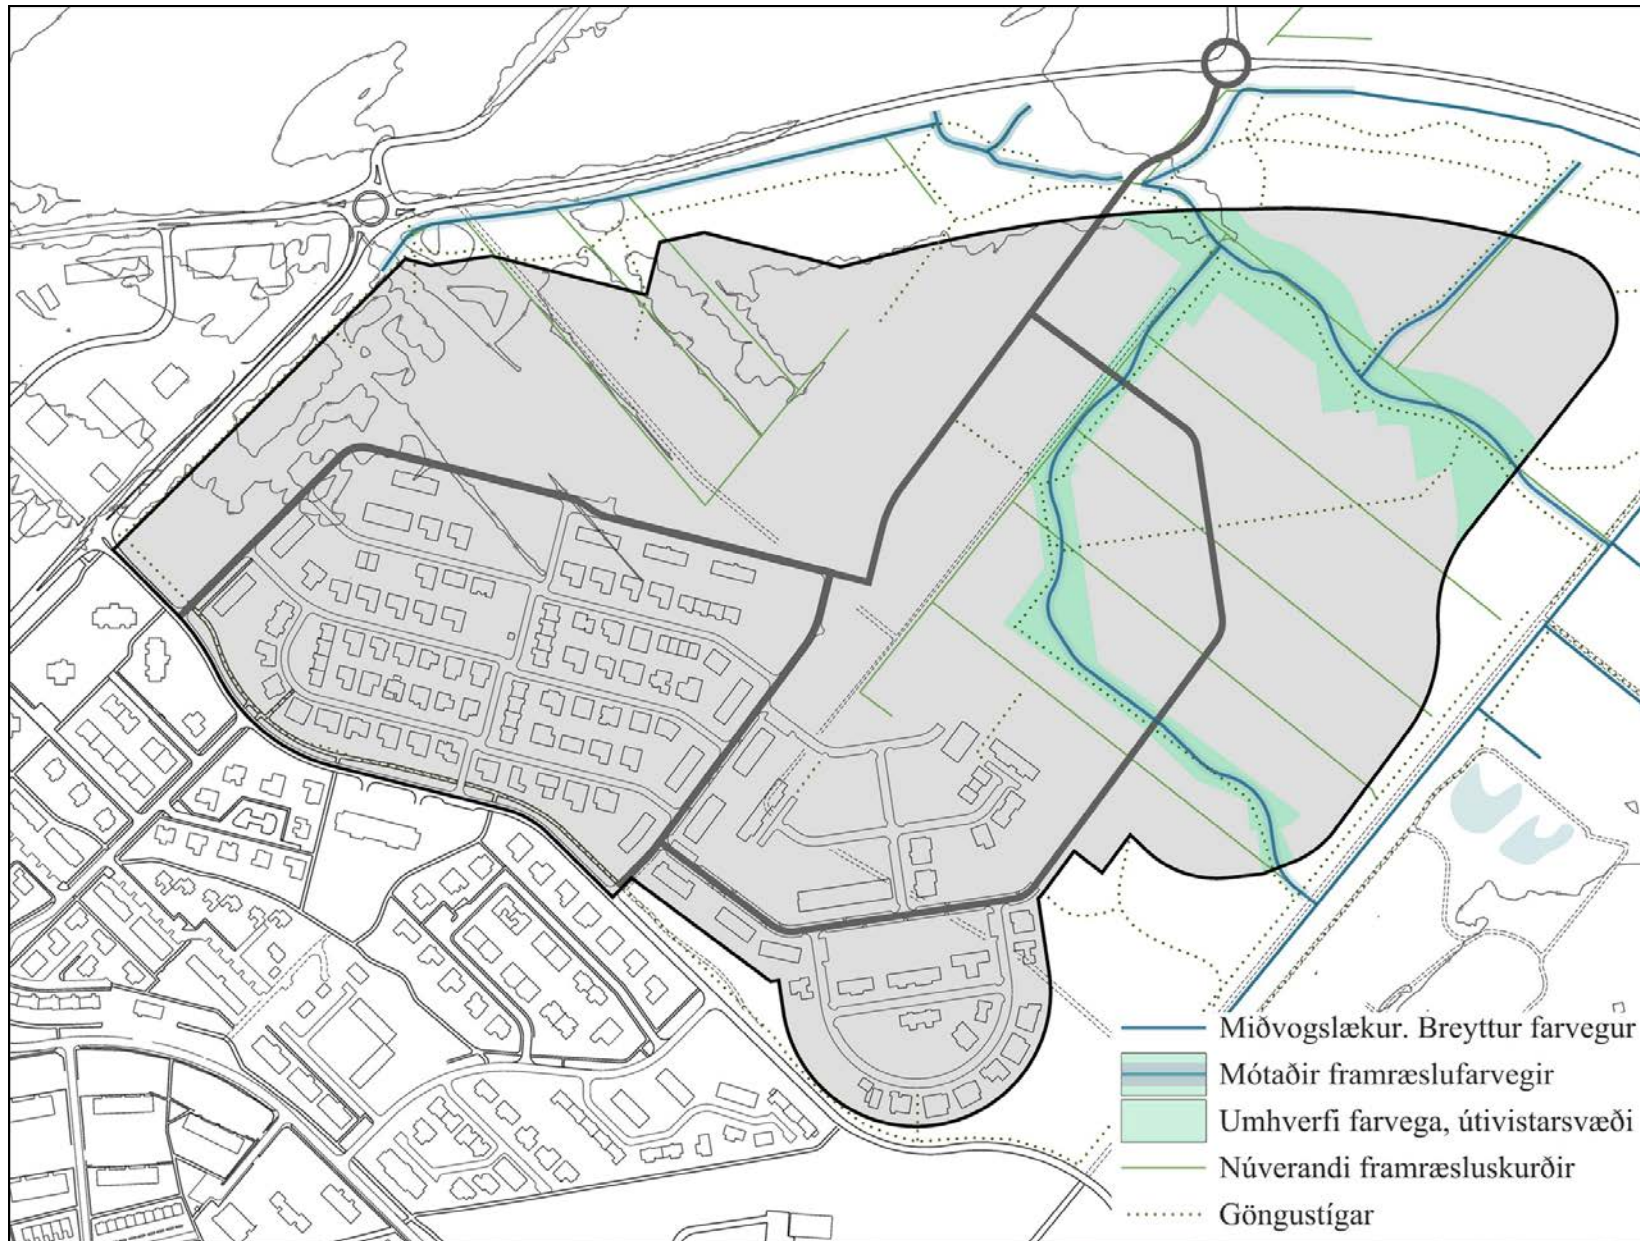 Miðvogslækur. Breyttur farvegur
Mótaðir framræslufarvegir
Umhverfi farvega, útivistarsvæði
Núverandi framræsluskurðir
Göngustígar